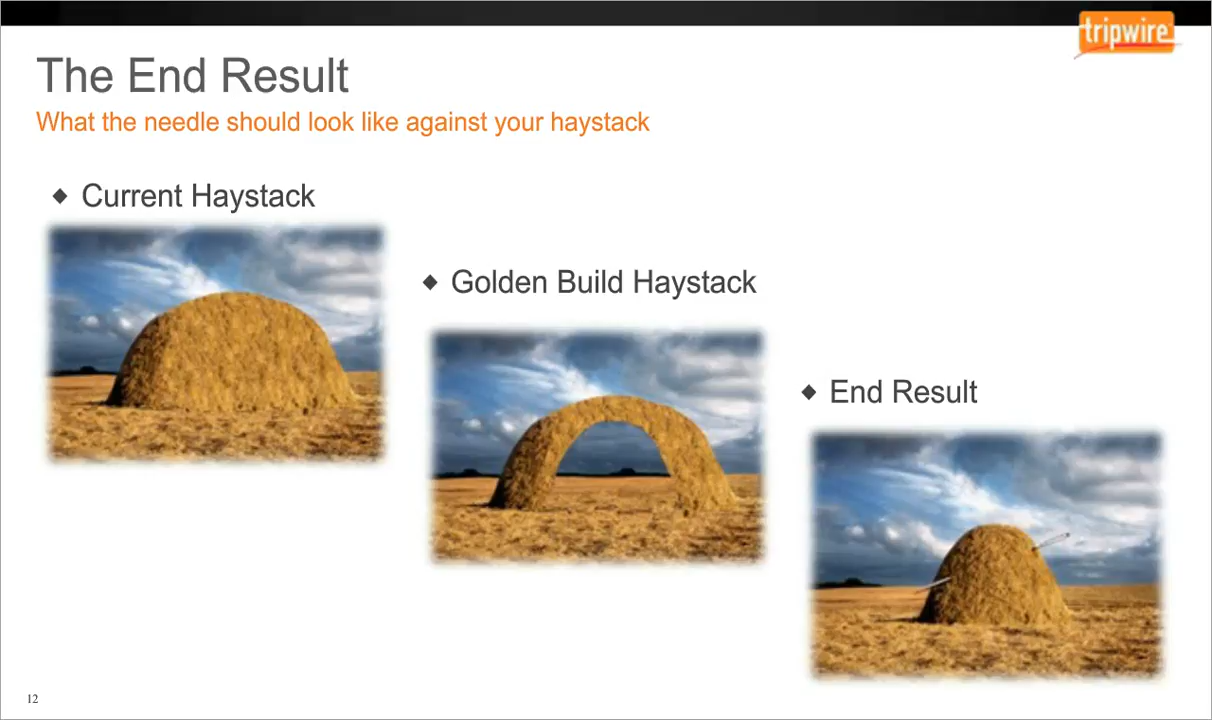 tripwire
The End Result
What the needle should look like against your haystack
◆ Current Haystack
◆ Golden Build Haystack
◆ End Result
12